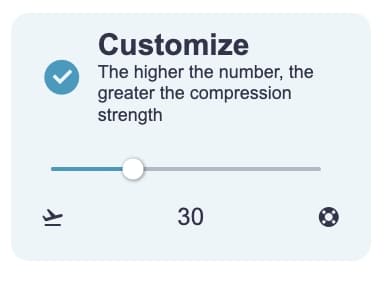 Customize
The higher the number, the
greater the compression
strength
30